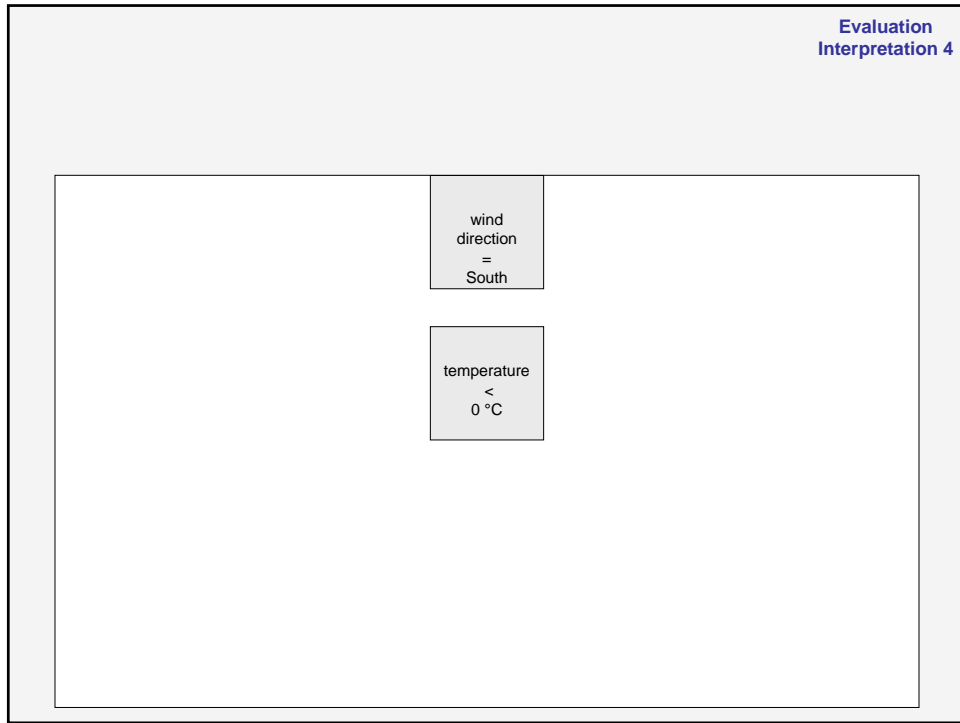 Evaluation
Interpretation 4
wind
direction
=
South
temperature
<
0 °C